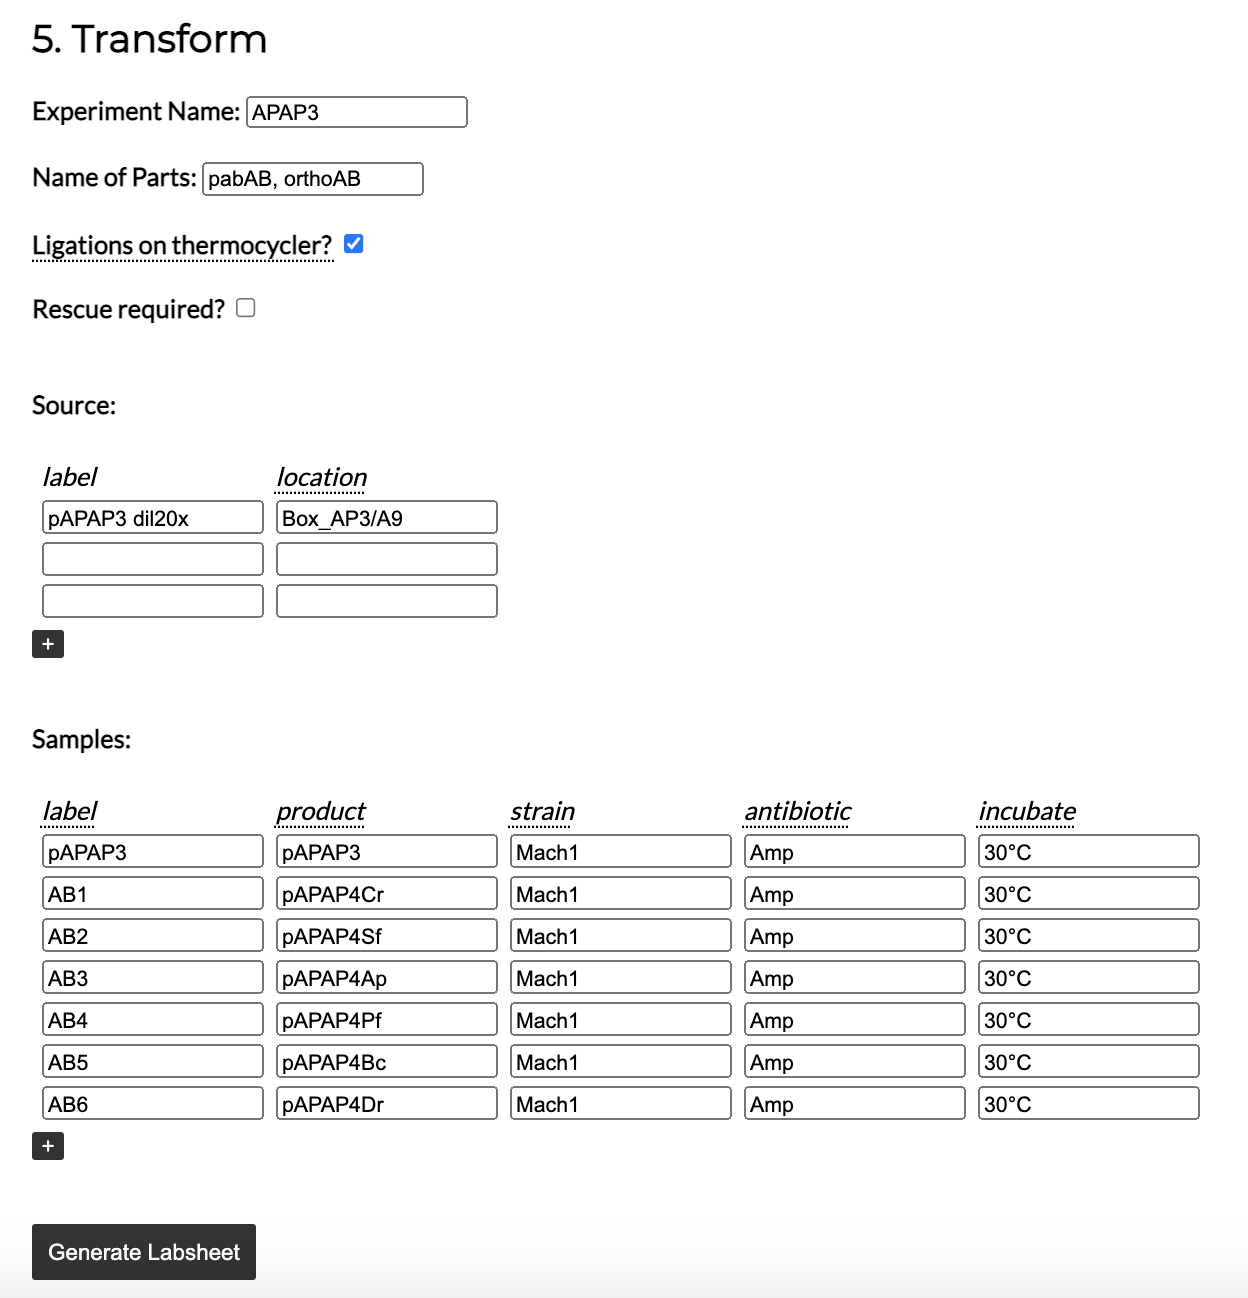 5. Transform
Experiment Name: APAP3
Name of Parts: pabAB, orthoAB
Ligations on thermocycler?
Rescue required?
Source:
label location
pAPAP3 dil20x Box_AP3/A9
+
Samples:
label product strain antibiotic incubate
pAPAP3 pAPAP3 Mach1 Amp 30°C
AB1 pAPAP4Cr Mach1 Amp 30°C
AB2 pAPAP4Sf Mach1 Amp 30°C
AB3 pAPAP4Ap Mach1 Amp 30°C
AB4 pAPAP4Pf Mach1 Amp 30°C
AB5 pAPAP4Bc Mach1 Amp 30°C
AB6 pAPAP4Dr Mach1 Amp 30°C
+
Generate Labsheet